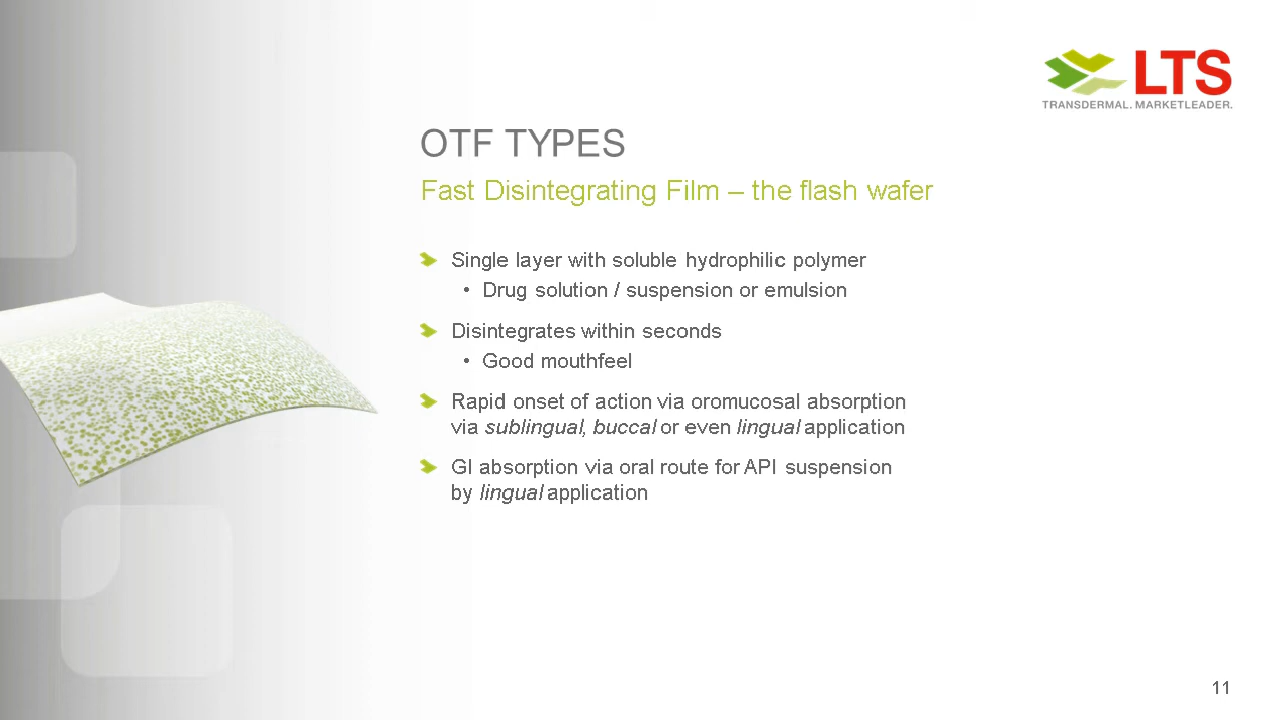 LTS
TRANSDERMAL. MARKETLEADER.
OTF TYPES
Fast Disintegrating Film – the flash wafer
Single layer with soluble hydrophilic polymer
• Drug solution / suspension or emulsion
Disintegrates within seconds
• Good mouthfeel
Rapid onset of action via oromucosal absorption
via sublingual, buccal or even lingual application
GI absorption via oral route for API suspension
by lingual application
11